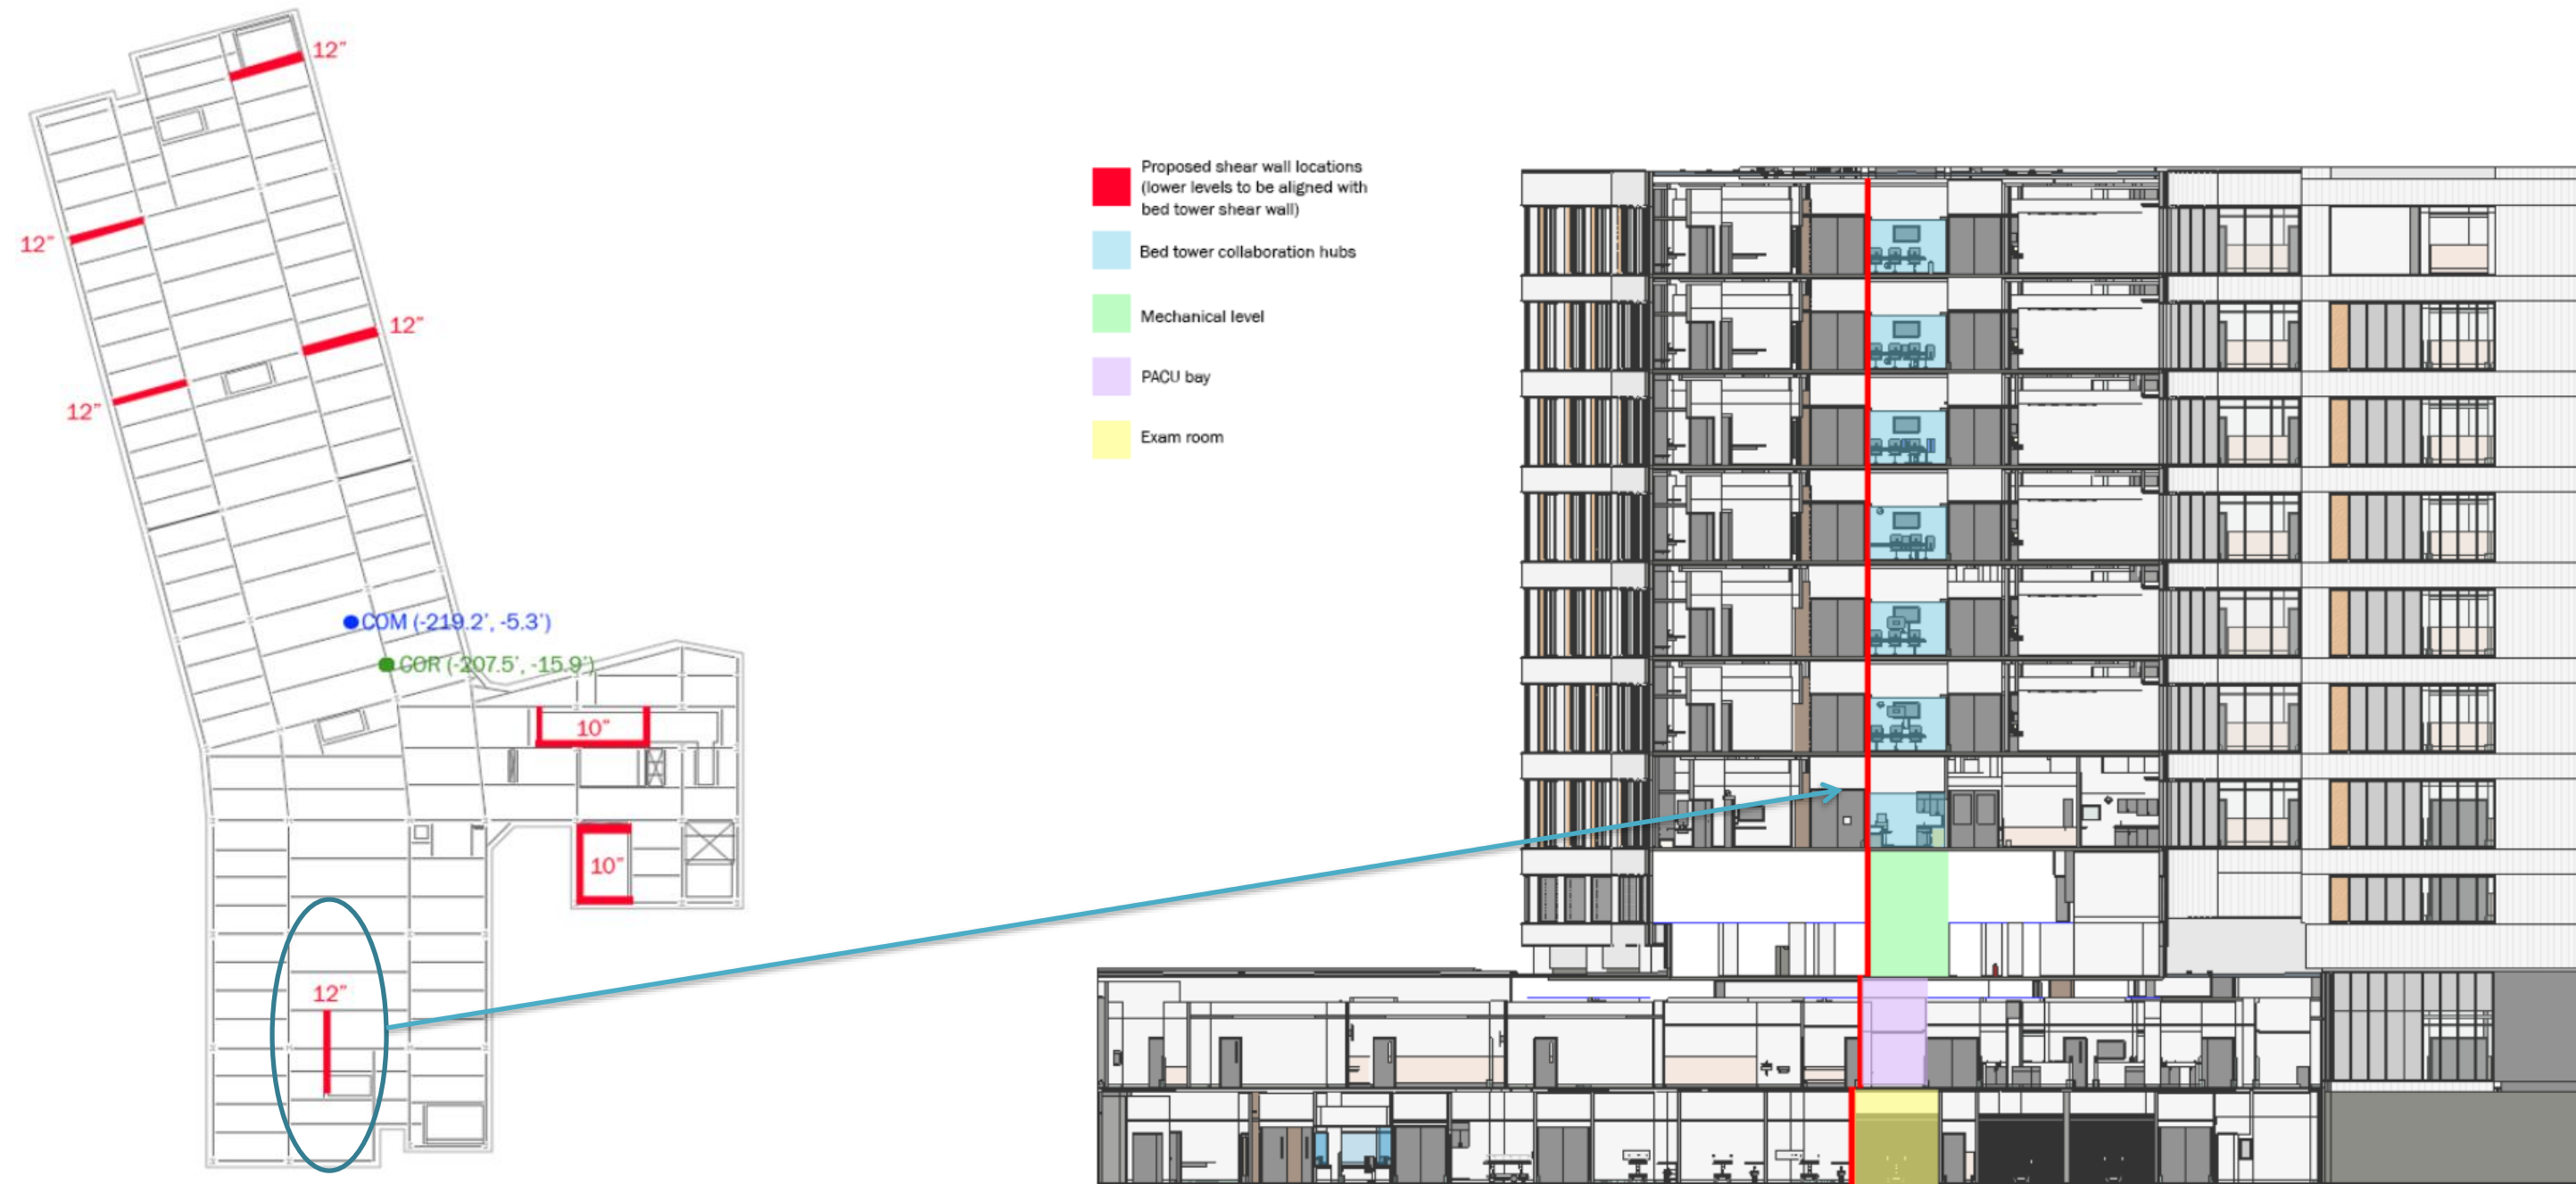 12”
12”
12”
12”
COM (-219.2’, -5.3’)
COR (-207.5’, -15.9’)
10”
10”
12”
Proposed shear wall locations
(lower levels to be aligned with
bed tower shear wall)
Bed tower collaboration hubs
Mechanical level
PACU bay
Exam room